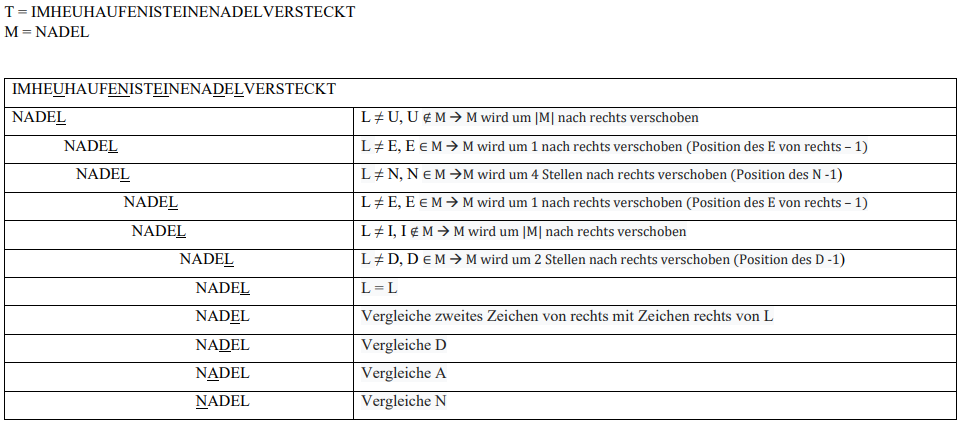 T = IMHEUHAUFENISTEINENADELVERSTECKT
M = NADEL
IMHEUHAUFENISTEINENADELVERSTECKT
NADEL L ≠ U, U ∉ M → M wird um |M| nach rechts verschoben
NADEL L ≠ E, E ∈ M → M wird um 1 nach rechts verschoben (Position des E von rechts – 1)
NADEL L ≠ N, N ∈ M →M wird um 4 Stellen nach rechts verschoben (Position des N -1)
NADEL L ≠ E, E ∈ M → M wird um 1 nach rechts verschoben (Position des E von rechts – 1)
NADEL L ≠ I, I ∉ M → M wird um |M| nach rechts verschoben
NADEL L ≠ D, D ∈ M → M wird um 2 Stellen nach rechts verschoben (Position des D -1)
NADEL L = L
NADEL Vergleiche zweites Zeichen von rechts mit Zeichen rechts von L
NADEL Vergleiche D
NADEL Vergleiche A
NADEL Vergleiche N